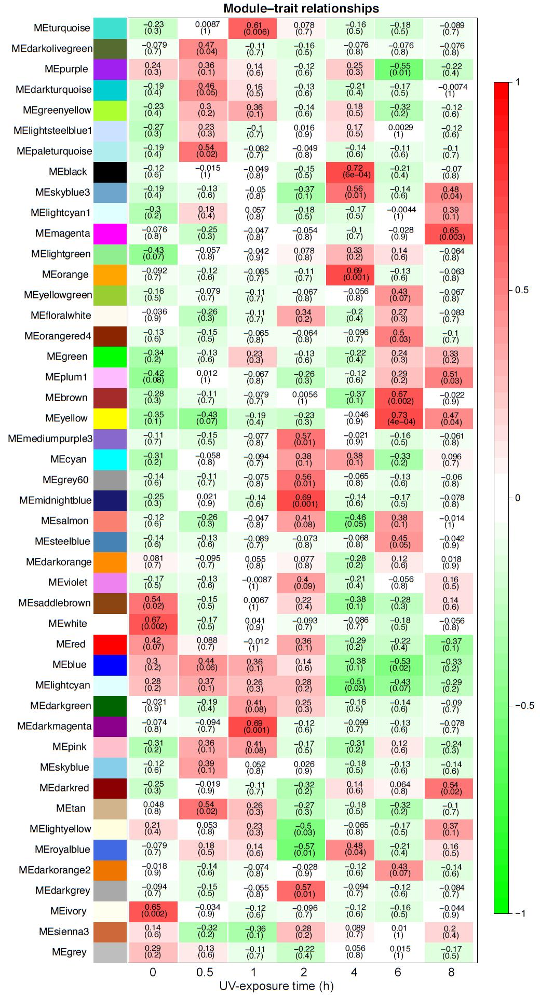 Module–trait relationships
MEturquoise −0.23 0.0087 0.61 0.078 −0.16 −0.18 −0.089
(0.3) (1) (0.006) (0.7) (0.5) (0.5) (0.7)
MEdarkolivegreen −0.079 0.47 −0.11 −0.16 −0.076 −0.076 −0.076
(0.7) (0.04) (0.7) (0.5) (0.8) (0.8) (0.8)
MEpurple 0.24 0.36 0.14 −0.12 0.25 −0.55 −0.22
(0.3) (0.1) (0.6) (0.6) (0.3) (0.01) (0.4)
MEdarkturquoise −0.19 0.46 0.16 −0.13 −0.21 −0.17 −0.0074
(0.4) (0.05) (0.5) (0.6) (0.4) (0.5) (1)
MEgreenyellow −0.23 0.3 0.36 −0.14 0.18 −0.32 −0.12
(0.4) (0.2) (0.1) (0.6) (0.5) (0.2) (0.6)
MElightsteelblue1 −0.27 0.23 −0.1 0.016 0.17 0.0029 −0.12
(0.3) (0.3) (0.7) (0.9) (0.5) (1) (0.6)
MEpaleturquoise −0.19 0.54 −0.082 −0.049 −0.14 −0.11 −0.1
(0.4) (0.02) (0.7) (0.8) (0.6) (0.6) (0.7)
MEblack −0.12 −0.015 −0.049 −0.15 0.72 −0.21 −0.07
(0.6) (1) (0.8) (0.5) (6e−04) (0.4) (0.8)
MEskyblue3 −0.19 −0.13 −0.05 −0.37 0.56 −0.14 0.48
(0.4) (0.6) (0.8) (0.1) (0.01) (0.6) (0.04)
MElightcyan1 −0.3 0.19 0.057 −0.18 −0.17 −0.0044 0.39
(0.2) (0.4) (0.8) (0.5) (0.5) (1) (0.1)
MEmagenta −0.076 −0.25 −0.047 −0.054 −0.1 −0.028 0.65
(0.8) (0.3) (0.8) (0.8) (0.7) (0.9) (0.003)
MElightgreen −0.43 −0.057 −0.042 0.078 0.33 0.14 −0.064
(0.07) (0.8) (0.9) (0.8) (0.2) (0.6) (0.8)
MEorange −0.092 −0.12 −0.085 −0.11 0.69 −0.13 −0.063
(0.7) (0.6) (0.7) (0.7) (0.001) (0.6) (0.8)
MEyellowgreen −0.16 −0.079 −0.11 −0.067 −0.056 0.43 −0.067
(0.5) (0.7) (0.7) (0.8) (0.8) (0.07) (0.8)
MEfloralwhite −0.036 −0.26 −0.11 0.34 −0.2 0.27 −0.083
(0.9) (0.3) (0.7) (0.2) (0.4) (0.3) (0.7)
MEorangered4 −0.13 −0.15 −0.065 −0.064 −0.096 0.5 −0.1
(0.6) (0.5) (0.8) (0.8) (0.7) (0.03) (0.7)
MEgreen −0.34 −0.13 0.23 −0.13 −0.22 0.24 0.33
(0.2) (0.6) (0.3) (0.6) (0.4) (0.3) (0.2)
MEplum1 −0.42 0.012 −0.067 −0.26 −0.12 0.29 0.51
(0.08) (1) (0.8) (0.3) (0.6) (0.2) (0.03)
MEbrown −0.28 −0.11 −0.079 0.0056 −0.37 0.67 −0.022
(0.3) (0.7) (0.7) (1) (0.1) (0.002) (0.9)
MEyellow −0.35 −0.43 −0.19 −0.23 −0.046 0.73 0.47
(0.1) (0.07) (0.4) (0.3) (0.9) (4e−04) (0.04)
MEmediumpurple3 −0.11 −0.15 −0.077 0.57 −0.021 −0.16 −0.061
(0.7) (0.5) (0.8) (0.01) (0.9) (0.5) (0.8)
MEcyan −0.31 −0.058 −0.094 0.38 0.38 −0.33 0.096
(0.2) (0.8) (0.7) (0.1) (0.1) (0.2) (0.7)
MEgrey60 −0.14 −0.11 −0.075 0.56 −0.065 −0.13 −0.06
(0.6) (0.7) (0.8) (0.01) (0.8) (0.6) (0.8)
MEmidnightblue −0.25 0.021 −0.14 0.69 −0.14 −0.17 −0.078
(0.3) (0.9) (0.6) (0.001) (0.6) (0.5) (0.8)
MEsalmon −0.12 −0.26 −0.047 0.41 −0.46 0.38 −0.014
(0.6) (0.3) (0.8) (0.08) (0.05) (0.1) (1)
MEsteelblue −0.14 −0.13 −0.089 −0.073 −0.068 0.45 −0.042
(0.6) (0.6) (0.7) (0.8) (0.8) (0.05) (0.9)
MEdarkorange 0.081 −0.095 0.055 0.077 −0.28 0.12 0.018
(0.7) (0.7) (0.8) (0.8) (0.2) (0.6) (0.9)
MEviolet −0.17 −0.13 −0.0087 0.4 −0.21 −0.056 0.16
(0.5) (0.6) (1) (0.09) (0.4) (0.8) (0.5)
MEsaddlebrown 0.54 −0.15 0.0067 0.22 −0.38 −0.28 0.14
(0.02) (0.5) (1) (0.4) (0.1) (0.3) (0.6)
MEwhite 0.67 −0.17 0.041 −0.093 −0.086 −0.18 −0.056
(0.002) (0.5) (0.9) (0.7) (0.7) (0.5) (0.8)
MEred 0.42 0.088 −0.012 0.36 −0.29 −0.22 −0.37
(0.07) (0.7) (1) (0.1) (0.2) (0.4) (0.1)
MEblue 0.3 0.44 0.36 0.14 −0.38 −0.53 −0.33
(0.2) (0.06) (0.1) (0.6) (0.1) (0.02) (0.2)
MElightcyan 0.28 0.37 0.26 0.28 −0.51 −0.43 −0.29
(0.2) (0.1) (0.3) (0.2) (0.03) (0.07) (0.2)
MEdarkgreen −0.021 −0.19 0.41 0.25 −0.16 −0.14 −0.09
(0.9) (0.4) (0.08) (0.3) (0.5) (0.6) (0.7)
MEdarkmagenta −0.074 −0.094 0.69 −0.12 −0.099 −0.13 −0.078
(0.8) (0.7) (0.001) (0.6) (0.7) (0.6) (0.7)
MEpink −0.31 0.36 0.41 −0.17 −0.31 0.12 −0.24
(0.2) (0.1) (0.08) (0.5) (0.2) (0.6) (0.3)
MEskyblue −0.12 0.39 0.052 0.026 −0.18 −0.13 −0.14
(0.6) (0.1) (0.8) (0.9) (0.5) (0.6) (0.6)
MEdarkred −0.25 −0.019 −0.11 −0.32 0.14 0.064 0.54
(0.3) (0.9) (0.7) (0.2) (0.6) (0.8) (0.02)
MEtan 0.048 0.54 0.26 −0.27 −0.18 −0.32 −0.1
(0.8) (0.02) (0.3) (0.3) (0.5) (0.2) (0.7)
MElightyellow 0.21 0.053 0.23 −0.5 −0.065 −0.17 0.37
(0.4) (0.8) (0.3) (0.03) (0.8) (0.5) (0.1)
MEroyalblue −0.079 0.18 0.14 −0.57 0.48 −0.21 0.16
(0.7) (0.5) (0.6) (0.01) (0.04) (0.4) (0.5)
MEdarkorange2 −0.018 −0.14 −0.074 −0.028 −0.12 0.43 −0.14
(0.9) (0.6) (0.8) (0.9) (0.6) (0.07) (0.6)
MEdarkgrey −0.094 −0.15 −0.055 0.57 −0.094 −0.12 −0.084
(0.7) (0.5) (0.8) (0.01) (0.7) (0.6) (0.7)
MEivory 0.65 −0.034 −0.12 −0.096 −0.12 −0.16 −0.044
(0.002) (0.9) (0.6) (0.7) (0.6) (0.5) (0.9)
MEsienna3 0.14 −0.32 −0.36 0.28 0.089 0.01 0.2
(0.6) (0.2) (0.1) (0.2) (0.7) (1) (0.4)
MEgrey 0.29 0.13 −0.11 −0.22 0.056 0.015 −0.17
(0.2) (0.6) (0.7) (0.4) (0.8) (1) (0.5)
0 0.5 1 2 4 6 8
UV-exposure time (h)
1
0.5
0
−0.5
−1